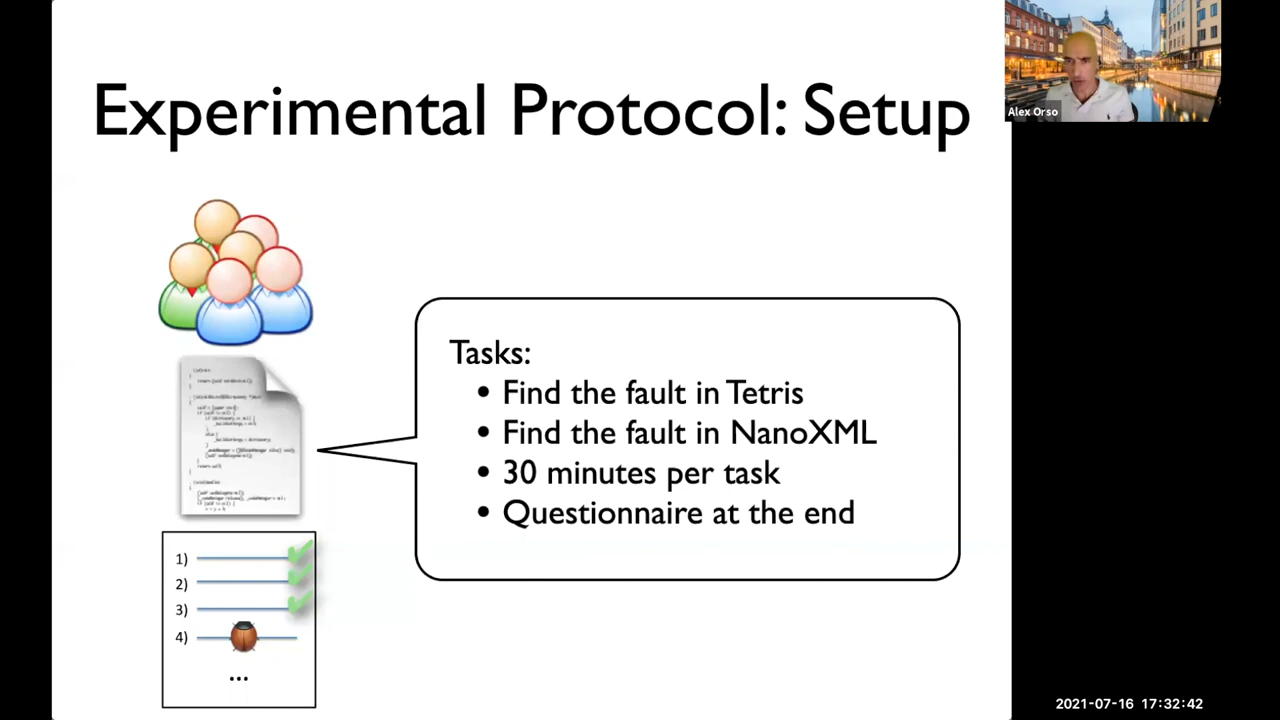 Experimental Protocol: Setup
Alex Orso
Tasks:
• Find the fault in Tetris
• Find the fault in NanoXML
• 30 minutes per task
• Questionnaire at the end
1)
2)
3)
4)
...
2021-07-16 17:32:42